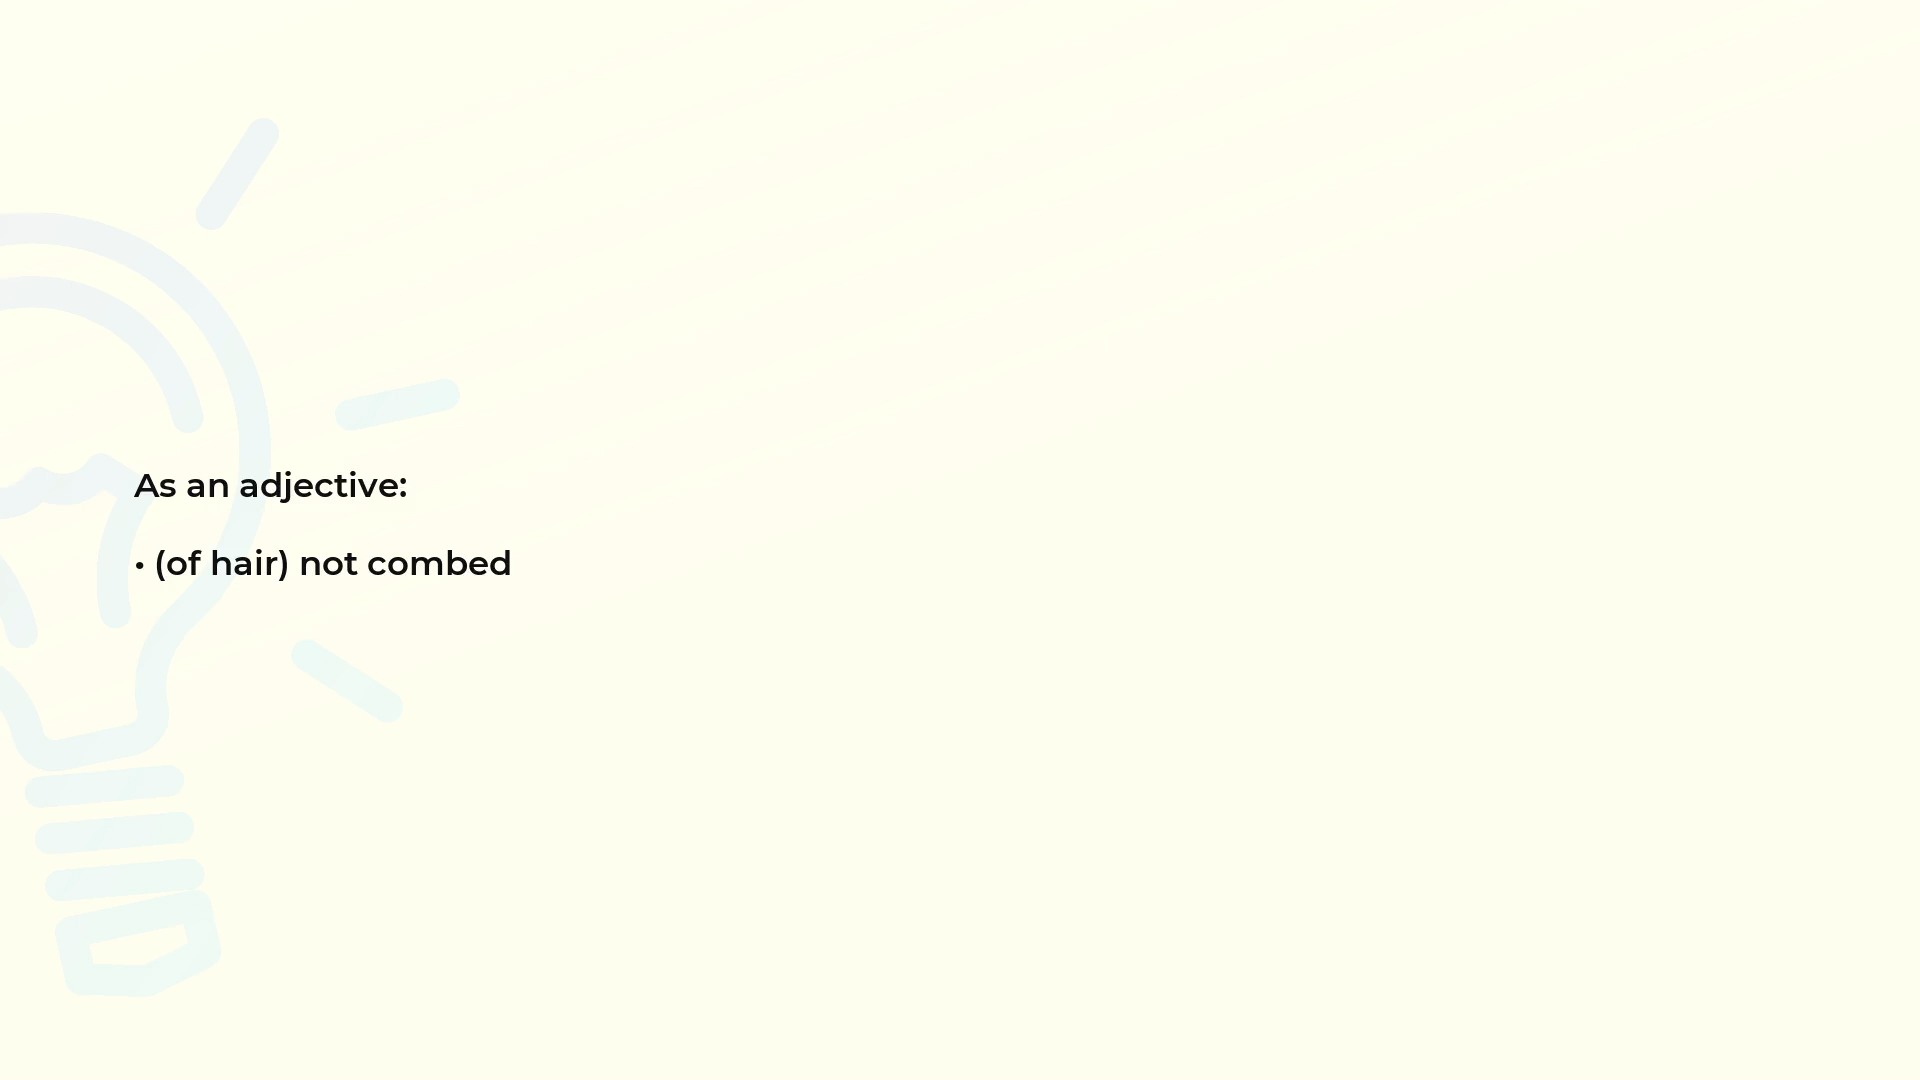 As an adjective:
• (of hair) not combed